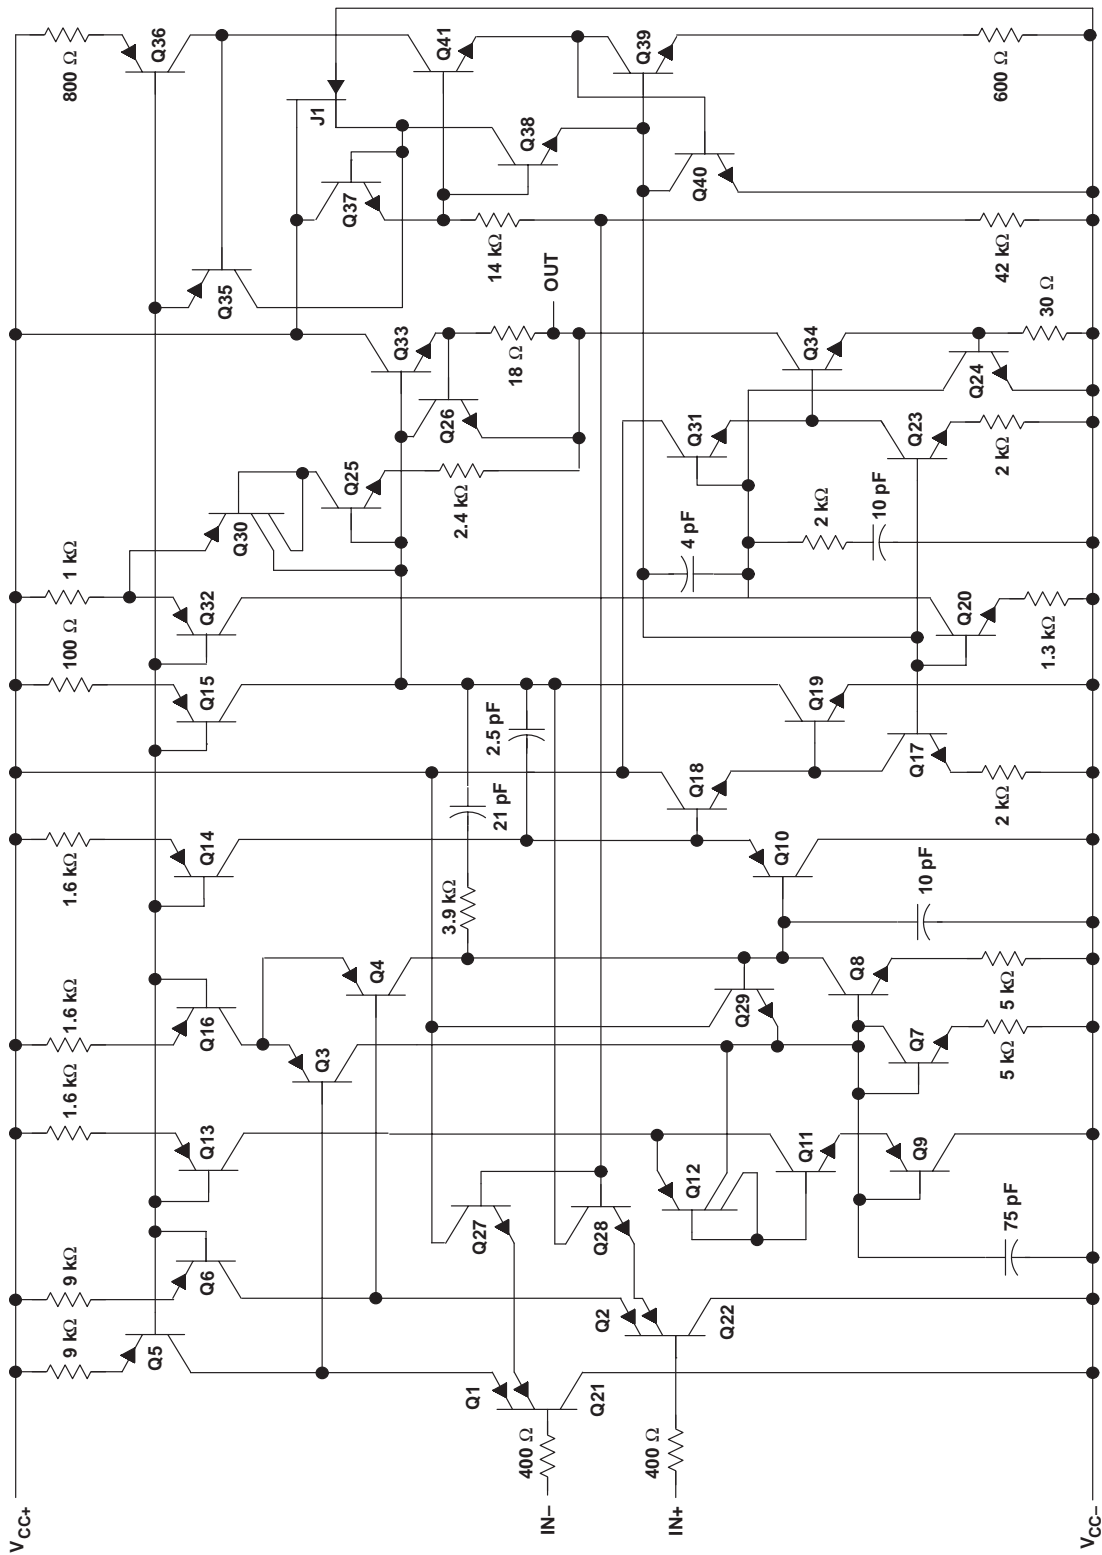 VCC+
9 kΩ
9 kΩ
1.6 kΩ
1.6 kΩ
1.6 kΩ
100 Ω
1 kΩ
800 Ω
Q5
Q6
Q13
Q16
Q14
Q15
Q32
Q30
Q35
Q36
Q3
Q4
Q25
Q37
J1
Q33
Q41
Q26
2.4 kΩ
Q38
Q1
Q27
3.9 kΩ
21 pF
2.5 pF
18 Ω
14 kΩ
OUT
IN−
400 Ω
Q21
Q2
Q28
Q39
IN+
400 Ω
Q22
Q12
Q29
Q18
4 pF
Q31
Q40
Q11
Q10
Q19
2 kΩ
10 pF
Q34
Q9
Q7
Q8
10 pF
Q17
Q20
Q23
Q24
75 pF
5 kΩ
5 kΩ
2 kΩ
1.3 kΩ
2 kΩ
30 Ω
42 kΩ
600 Ω
VCC−